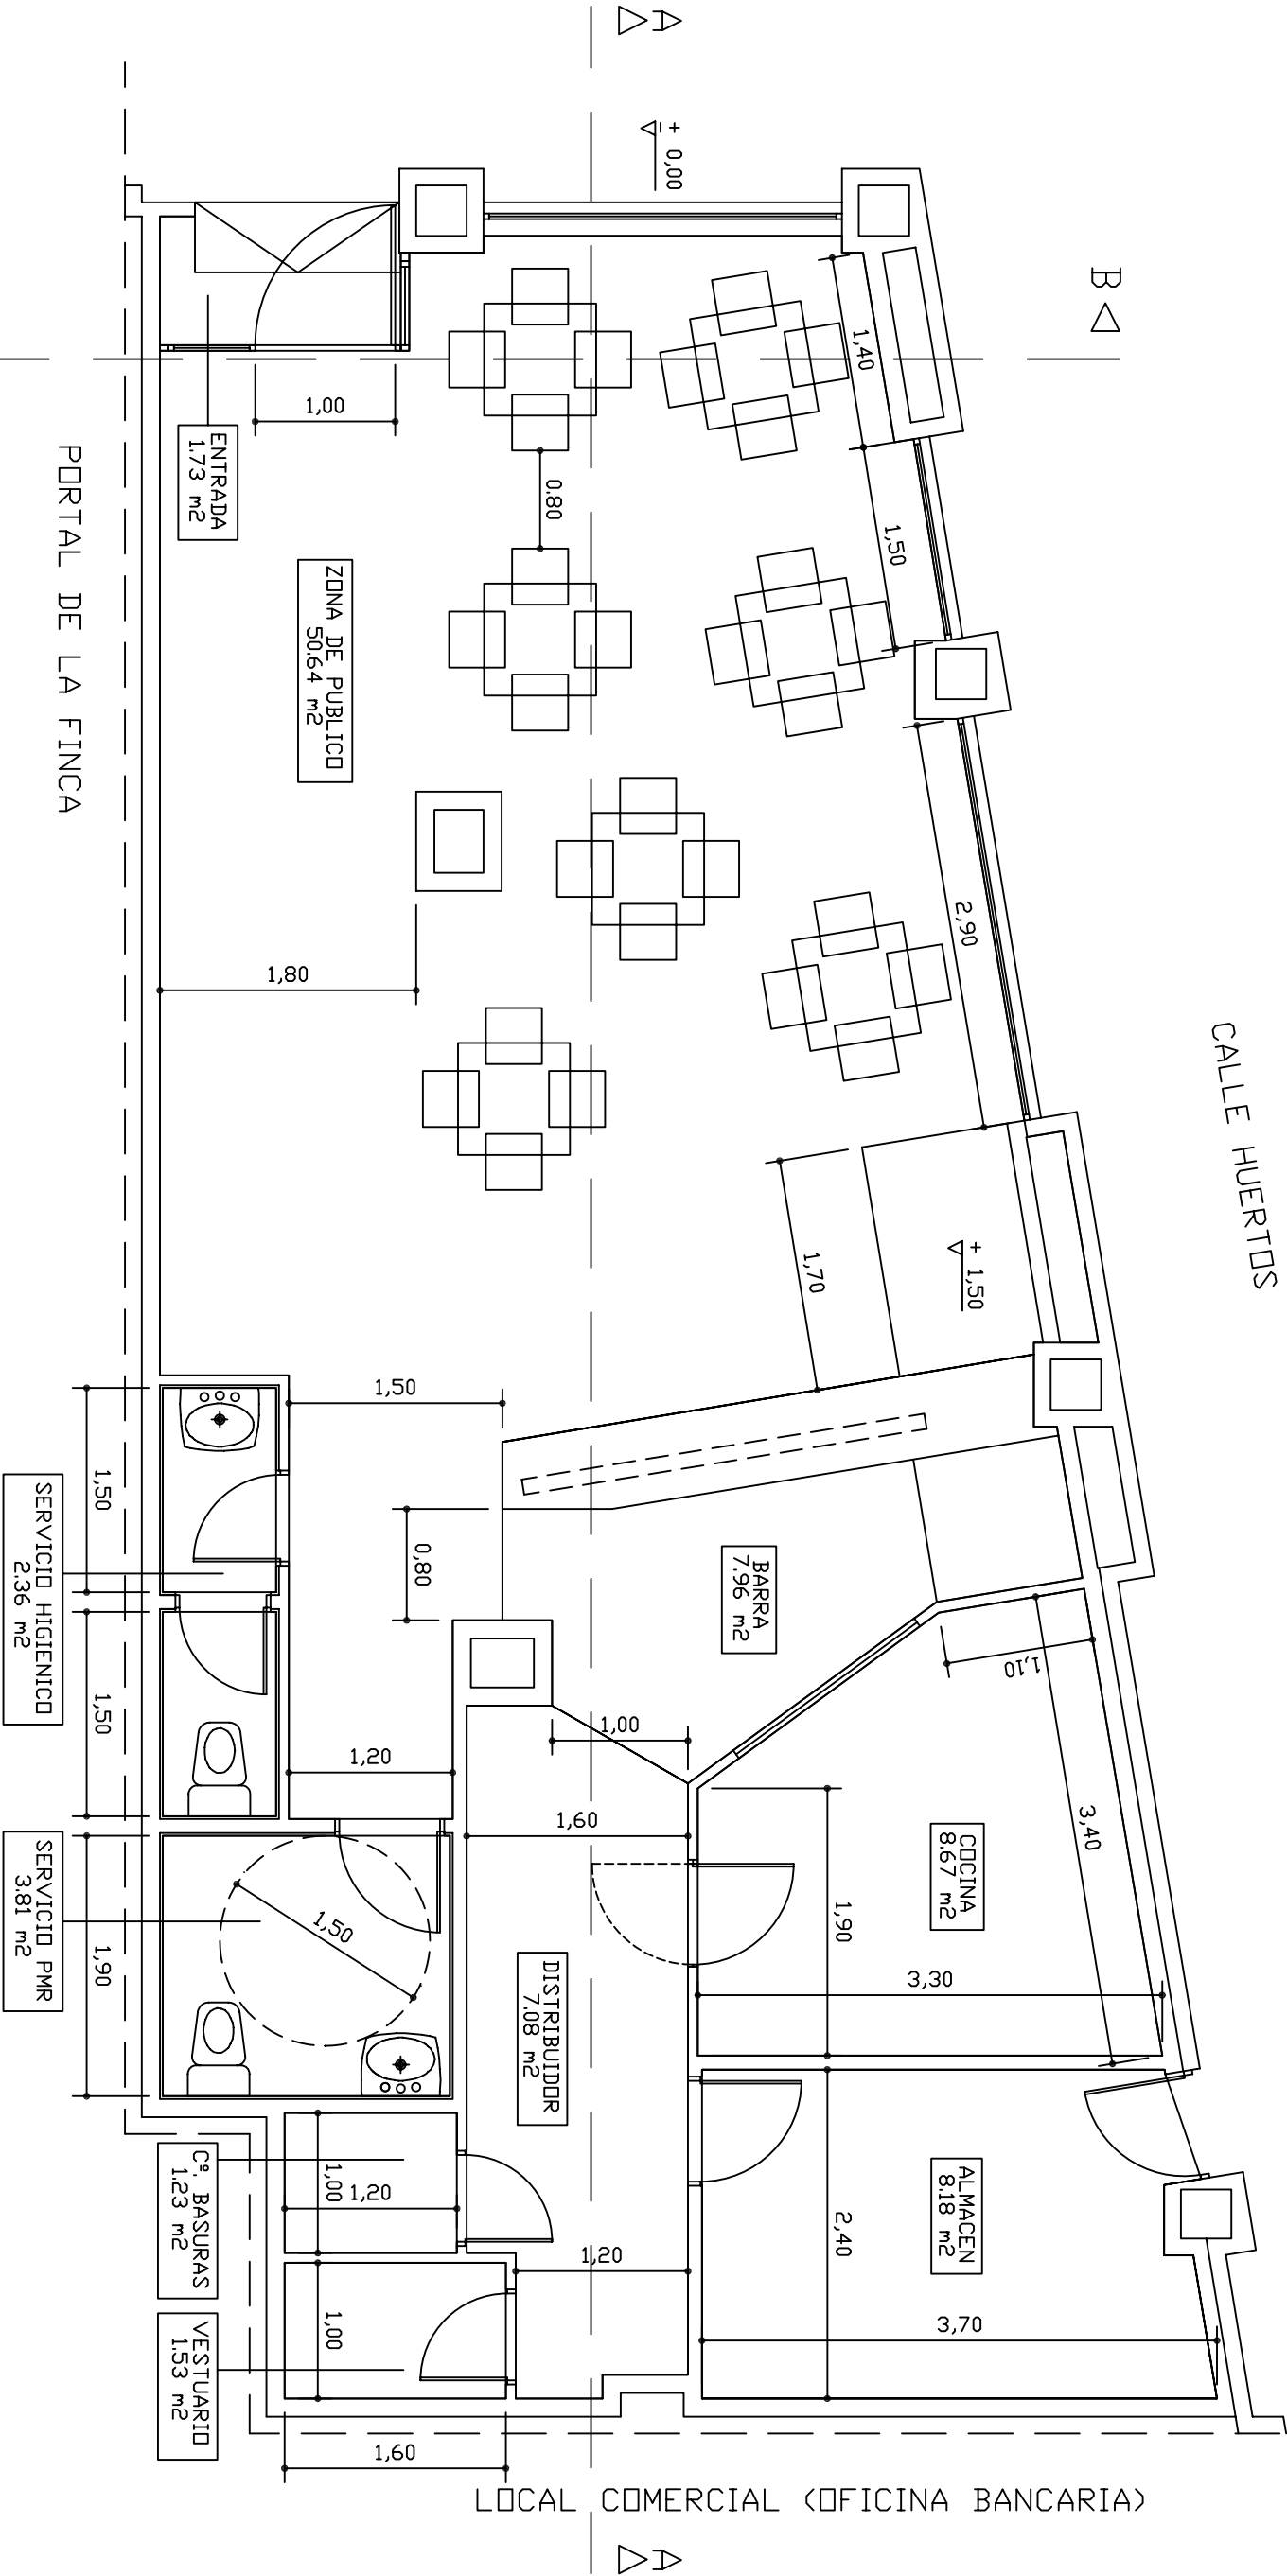 A
+ 0,00
B
1,40
1,50
1,00
ENTRADA
1.73 m2
0.80
PORTAL DE LA FINCA
ZONA DE PUBLICO
50.64 m2
2,90
1,80
CALLE HUERTOS
+ 1,50
1,70
1,50
1,50
0,80
SERVICIO HIGIENICO
2.36 m2
BARRA
7.96 m2
1,10
1,50
1,00
1,20
1,60
3,40
COCINA
8.67 m2
1,90
3,30
SERVICIO PMR
3.81 m2
1,50
1,90
DISTRIBUIDOR
7.08 m2
Cº. BASURAS
1.23 m2
1,00
1,20
1,20
ALMACEN
8.18 m2
2,40
3,70
VESTUARIO
1.53 m2
1,00
1,60
LOCAL COMERCIAL (OFICINA BANCARIA)
A